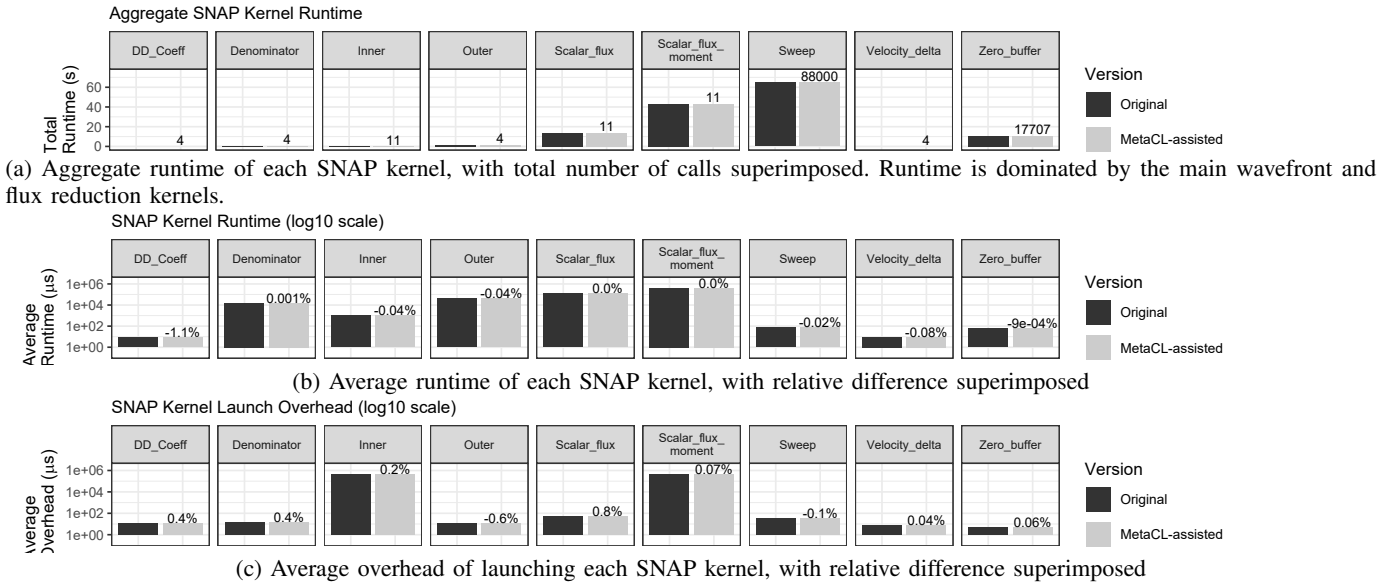 Aggregate SNAP Kernel Runtime
DD_Coeff Denominator Inner Outer Scalar_flux Scalar_flux_moment Sweep Velocity_delta Zero_buffer
Total Runtime (s)
60
40
20
0
4 4 11 4 11 11 88000 4 17707
Version
Original
MetaCL-assisted
(a) Aggregate runtime of each SNAP kernel, with total number of calls superimposed. Runtime is dominated by the main wavefront and
flux reduction kernels.
SNAP Kernel Runtime (log10 scale)
DD_Coeff Denominator Inner Outer Scalar_flux Scalar_flux_moment Sweep Velocity_delta Zero_buffer
Average Runtime (µs)
1e+06
1e+04
1e+02
1e+00
-1.1% 0.001% -0.04% -0.04% 0.0% 0.0% -0.02% -0.08% -9e-04%
Version
Original
MetaCL-assisted
(b) Average runtime of each SNAP kernel, with relative difference superimposed
SNAP Kernel Launch Overhead (log10 scale)
DD_Coeff Denominator Inner Outer Scalar_flux Scalar_flux_moment Sweep Velocity_delta Zero_buffer
Average Overhead (µs)
1e+06
1e+04
1e+02
1e+00
0.4% 0.4% 0.2% -0.6% 0.8% 0.07% -0.1% 0.04% 0.06%
Version
Original
MetaCL-assisted
(c) Average overhead of launching each SNAP kernel, with relative difference superimposed